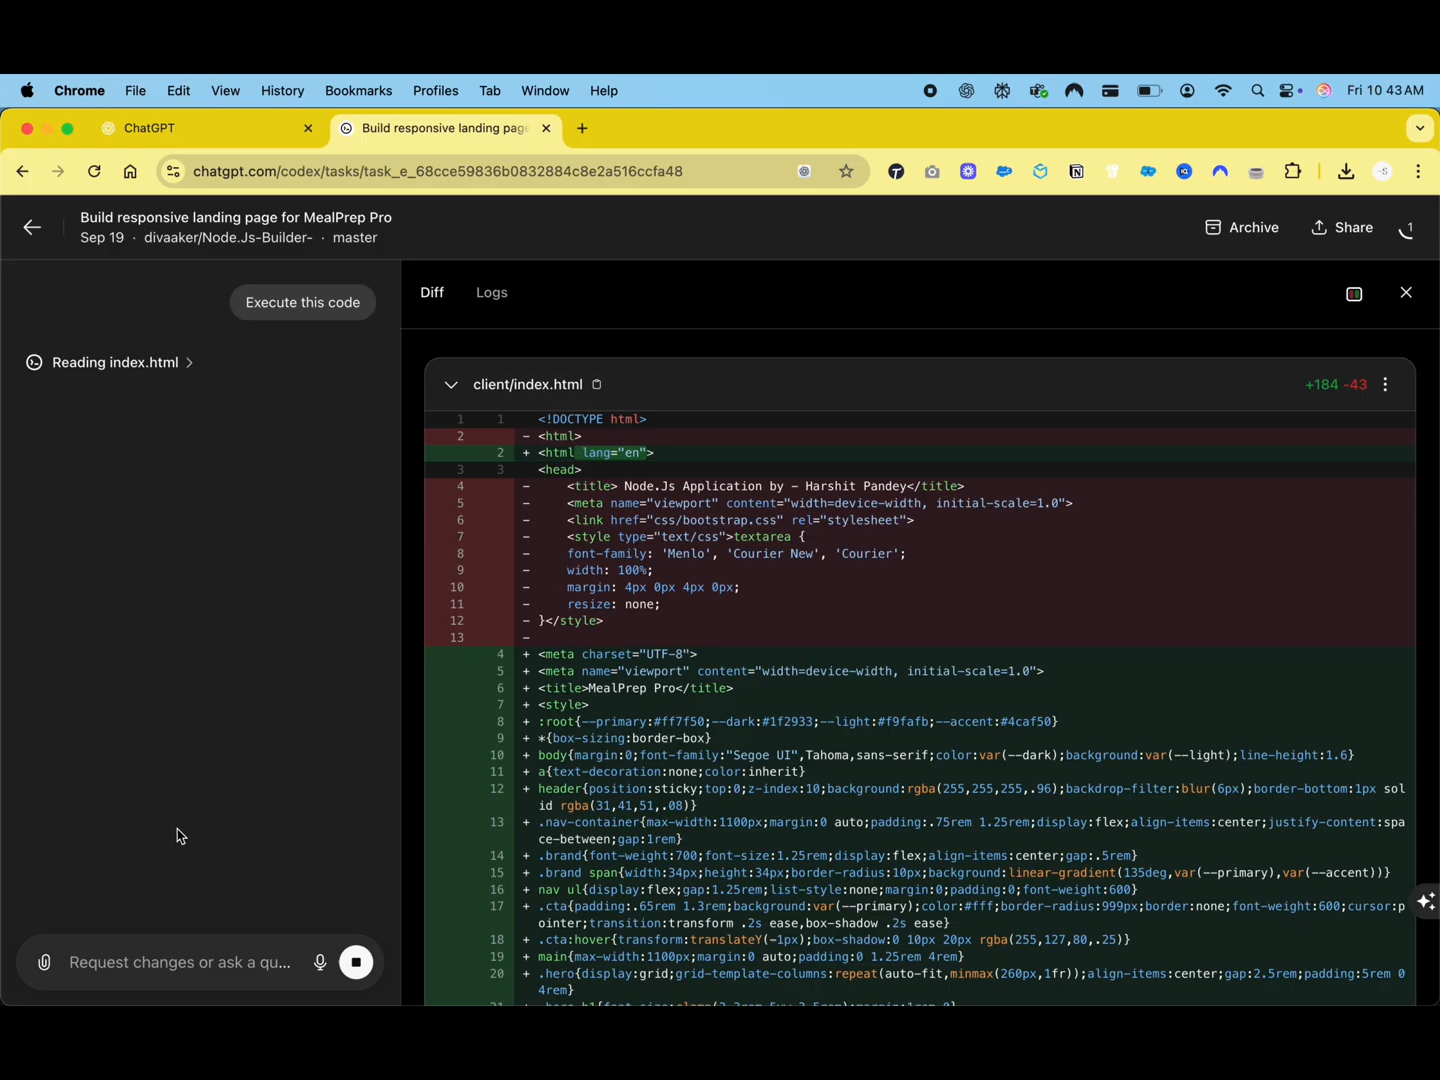 Chrome File Edit View History Bookmarks Profiles Tab Window Help Fri 10 43 AM
ChatGPT Build responsive landing page
chatgpt.com/codex/tasks/task_e_68cce59836b0832884c8e2a516ccfa48
Build responsive landing page for MealPrep Pro
Sep 19 · divaaker/Node.Js-Builder- · master
Archive Share 1
Execute this code
Reading index.html
Request changes or ask a qu...
Diff Logs
client/index.html +184 -43
1 1 <!DOCTYPE html>
2 - <html>
2 + <html lang="en">
3 3 <head>
4 - <title> Node.Js Application by - Harshit Pandey</title>
5 - <meta name="viewport" content="width=device-width, initial-scale=1.0">
6 - <link href="css/bootstrap.css" rel="stylesheet">
7 - <style type="text/css">textarea {
8 - font-family: 'Menlo', 'Courier New', 'Courier';
9 - width: 100%;
10 - margin: 4px 0px 4px 0px;
11 - resize: none;
12 - }</style>
13 -
4 + <meta charset="UTF-8">
5 + <meta name="viewport" content="width=device-width, initial-scale=1.0">
6 + <title>MealPrep Pro</title>
7 + <style>
8 + :root{--primary:#ff7f50;--dark:#1f2933;--light:#f9fafb;--accent:#4caf50}
9 + *{box-sizing:border-box}
10 + body{margin:0;font-family:"Segoe UI",Tahoma,sans-serif;color:var(--dark);background:var(--light);line-height:1.6}
11 + a{text-decoration:none;color:inherit}
12 + header{position:sticky;top:0;z-index:10;background:rgba(255,255,255,.96);backdrop-filter:blur(6px);border-bottom:1px sol
id rgba(31,41,51,.08)}
13 + .nav-container{max-width:1100px;margin:0 auto;padding:.75rem 1.25rem;display:flex;align-items:center;justify-content:spa
ce-between;gap:1rem}
14 + .brand{font-weight:700;font-size:1.25rem;display:flex;align-items:center;gap:.5rem}
15 + .brand span{width:34px;height:34px;border-radius:10px;background:linear-gradient(135deg,var(--primary),var(--accent))}
16 + nav ul{display:flex;gap:1.25rem;list-style:none;margin:0;padding:0;font-weight:600}
17 + .cta{padding:.65rem 1.3rem;background:var(--primary);color:#fff;border-radius:999px;border:none;font-weight:600;cursor:p
ointer;transition:transform .2s ease,box-shadow .2s ease}
18 + .cta:hover{transform:translateY(-1px);box-shadow:0 10px 20px rgba(255,127,80,.25)}
19 + main{max-width:1100px;margin:0 auto;padding:0 1.25rem 4rem}
20 + .hero{display:grid;grid-template-columns:repeat(auto-fit,minmax(260px,1fr));align-items:center;gap:2.5rem;padding:5rem 0
4rem}